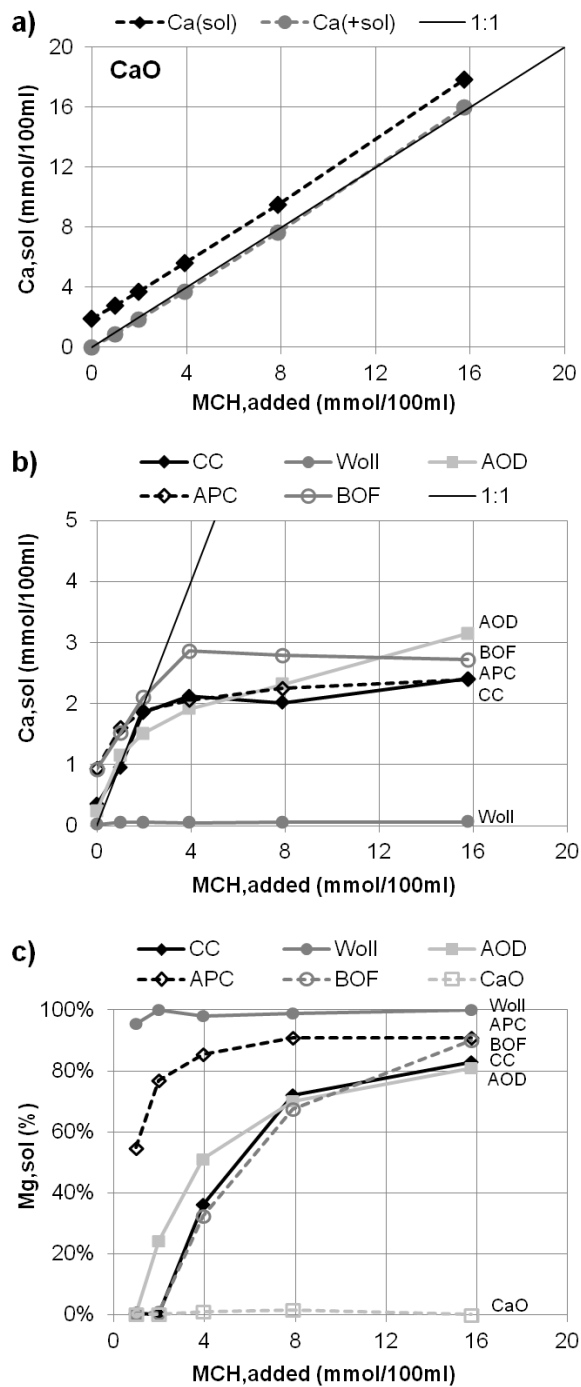 a)
Ca(sol) Ca(+sol) 1:1
CaO
20
16
12
8
4
0
Ca,sol (mmol/100ml)
0 4 8 12 16 20
MCH,added (mmol/100ml)
b)
CC Woll AOD
APC BOF 1:1
5
4
3
2
1
0
Ca,sol (mmol/100ml)
AOD
BOF
APC
CC
Woll
0 4 8 12 16 20
MCH,added (mmol/100ml)
c)
CC Woll AOD
APC BOF CaO
100%
80%
60%
40%
20%
0%
Mg,sol (%)
Woll
APC
BOF
CC
AOD
CaO
0 4 8 12 16 20
MCH,added (mmol/100ml)